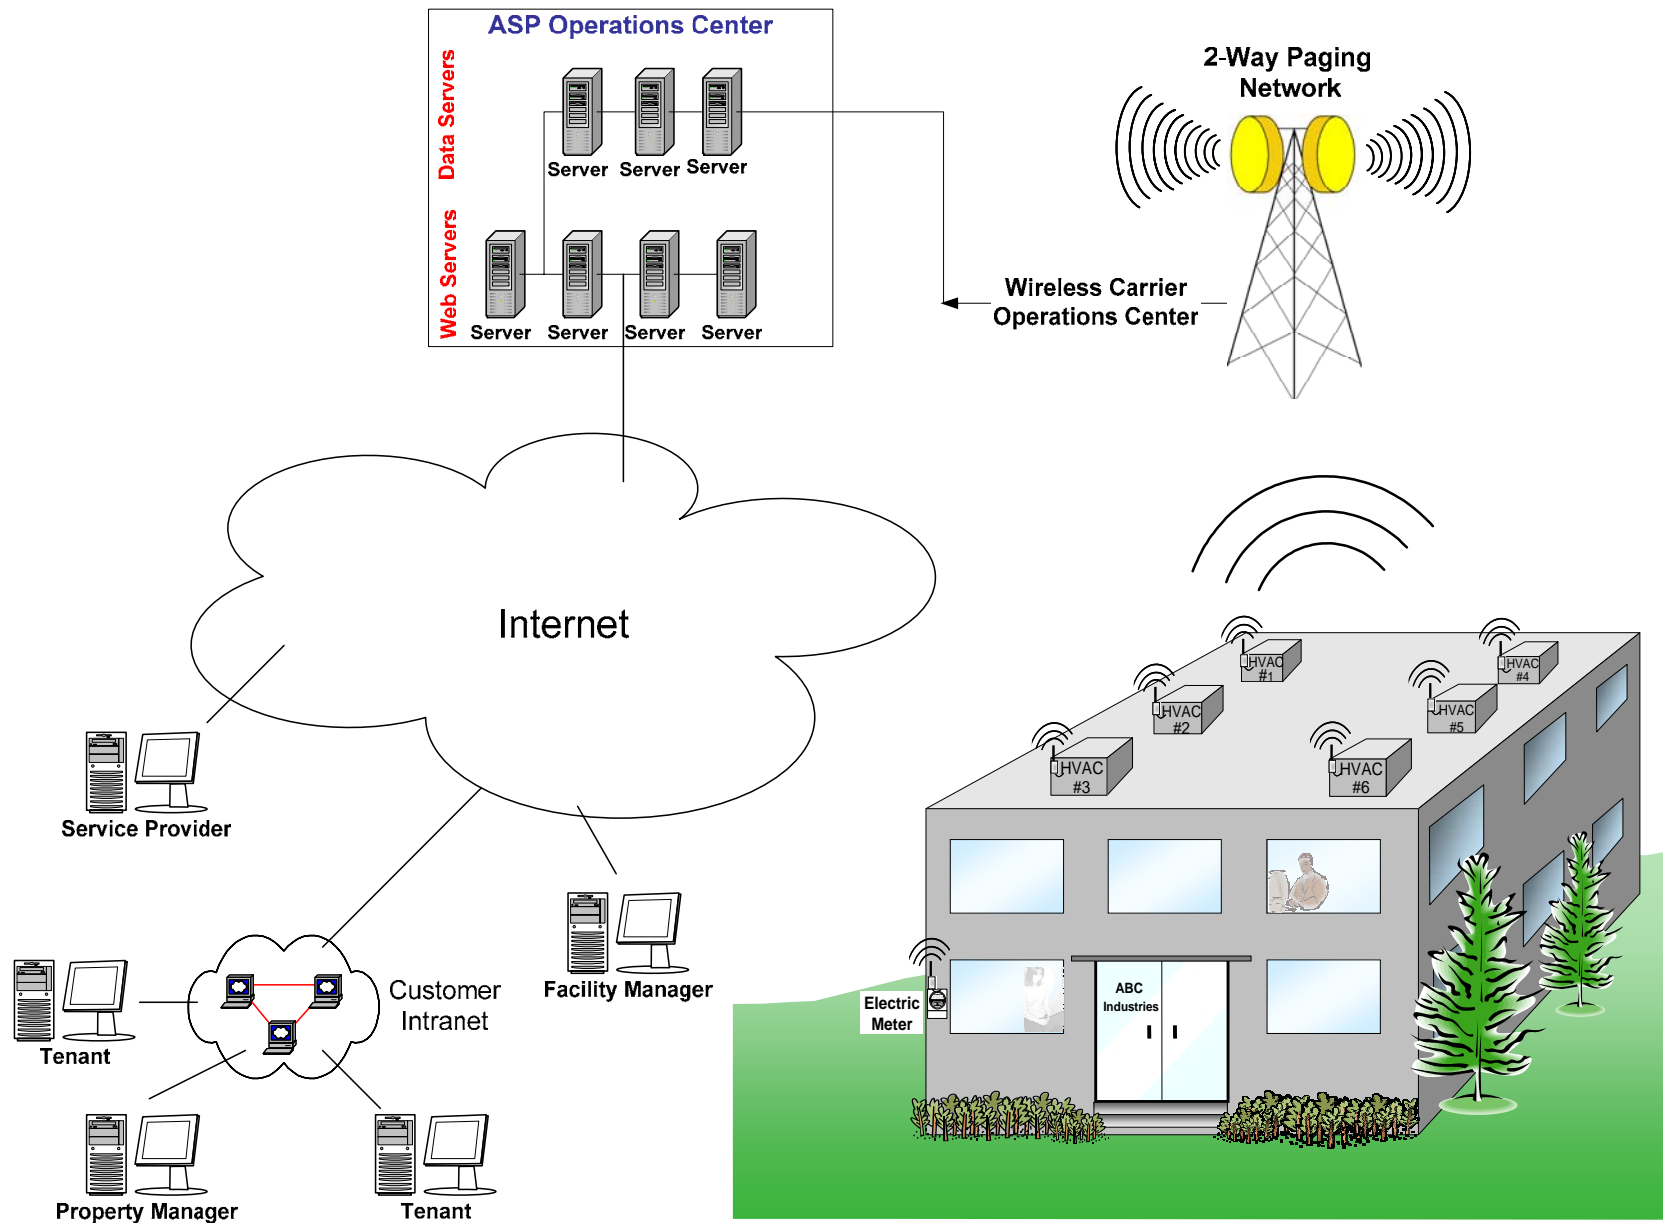 ASP Operations Center
Data Servers
Server
Server
Server
Web Servers
Server
Server
Server
Server
2-Way Paging
Network
Wireless Carrier
Operations Center
Internet
Service Provider
Facility Manager
Customer
Intranet
Tenant
Property Manager
Tenant
HVAC
#1
HVAC
#2
HVAC
#3
HVAC
#4
HVAC
#5
HVAC
#6
Electric
Meter
ABC
Industries